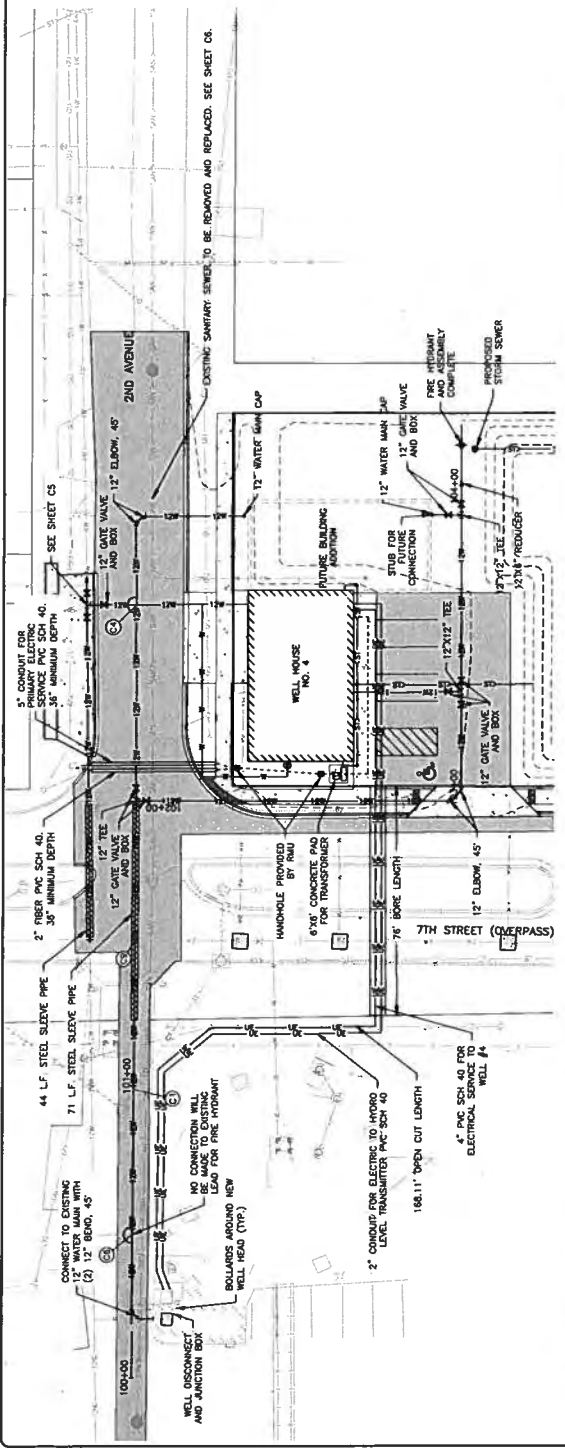 CONNECT TO EXISTING
12" WATER MAIN WITH
(2) 12" BEND, 45°
44 L.F. STEEL SLEEVE PIPE
71 L.F. STEEL SLEEVE PIPE
2" FIBER PVC SCH 40.
36" MINIMUM DEPTH
5" CONDUIT FOR
PRIMARY ELECTRIC
SERVICE PVC SCH 40.
36" MINIMUM DEPTH
SEE SHEET C5
12" GATE VALVE
AND BOX
2ND AVENUE
12" ELBOW, 45°
EXISTING SANITARY SEWER TO BE REMOVED AND REPLACED. SEE SHEET C6.
100+00
101+00
12" TEE
12" GATE VALVE
AND BOX
C4
C1
NO CONNECTION WILL
BE MADE TO EXISTING
LEAD FOR FIRE HYDRANT
BOLLARDS AROUND NEW
WELL HEAD (TYP.)
WELL DISCONNECT
AND JUNCTION BOX
12" WATER MAIN CAP
FUTURE BUILDING
ADDITION
WELL HOUSE
NO. 4
HANDHOLE PROVIDED
BY RMU
6'X6' CONCRETE PAD
FOR TRANSFORMER
76' BORE LENGTH
7TH STREET (OVERPASS)
2" CONDUIT FOR ELECTRIC TO HYDRO
LEVEL TRANSMITTER PVC SCH 40
168.11' OPEN CUT LENGTH
4" PVC SCH 40 FOR
ELECTRICAL SERVICE TO
WELL #4
12" ELBOW, 45°
12" GATE VALVE
AND BOX
12"X12" TEE
STUB FOR
FUTURE
CONNECTION
12" WATER MAIN CAP
12" GATE VALVE
AND BOX
FIRE HYDRANT
AND ASSEMBLY
COMPLETE
PROPOSED
STORM SEWER
12"X12" TEE
12"X6" REDUCER